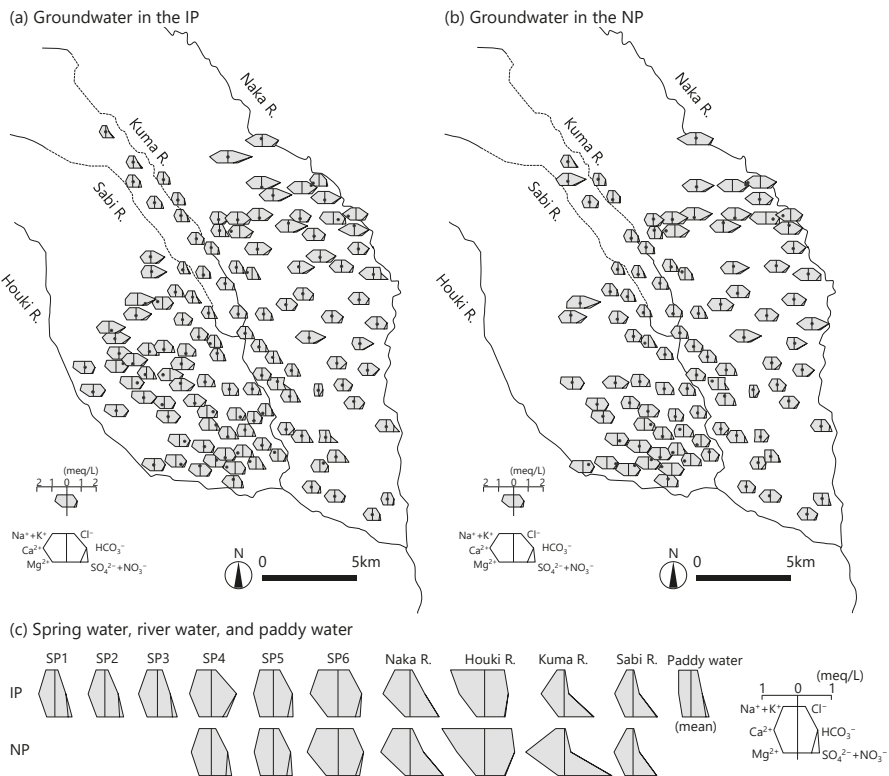 (a) Groundwater in the IP
Naka R.
Kuma R.
Sabi R.
Houki R.
(meq/L)
2 1 0 1 2
Na⁺+K⁺ Cl⁻
Ca²⁺ HCO₃⁻
Mg²⁺ SO₄²⁻+NO₃⁻
N
0 5km
(b) Groundwater in the NP
Naka R.
Kuma R.
Sabi R.
Houki R.
(meq/L)
2 1 0 1 2
Na⁺+K⁺ Cl⁻
Ca²⁺ HCO₃⁻
Mg²⁺ SO₄²⁻+NO₃⁻
N
0 5km
(c) Spring water, river water, and paddy water
SP1 SP2 SP3 SP4 SP5 SP6 Naka R. Houki R. Kuma R. Sabi R. Paddy water
IP
(mean)
NP
(meq/L)
1 0 1
Na⁺+K⁺ Cl⁻
Ca²⁺ HCO₃⁻
Mg²⁺ SO₄²⁻+NO₃⁻